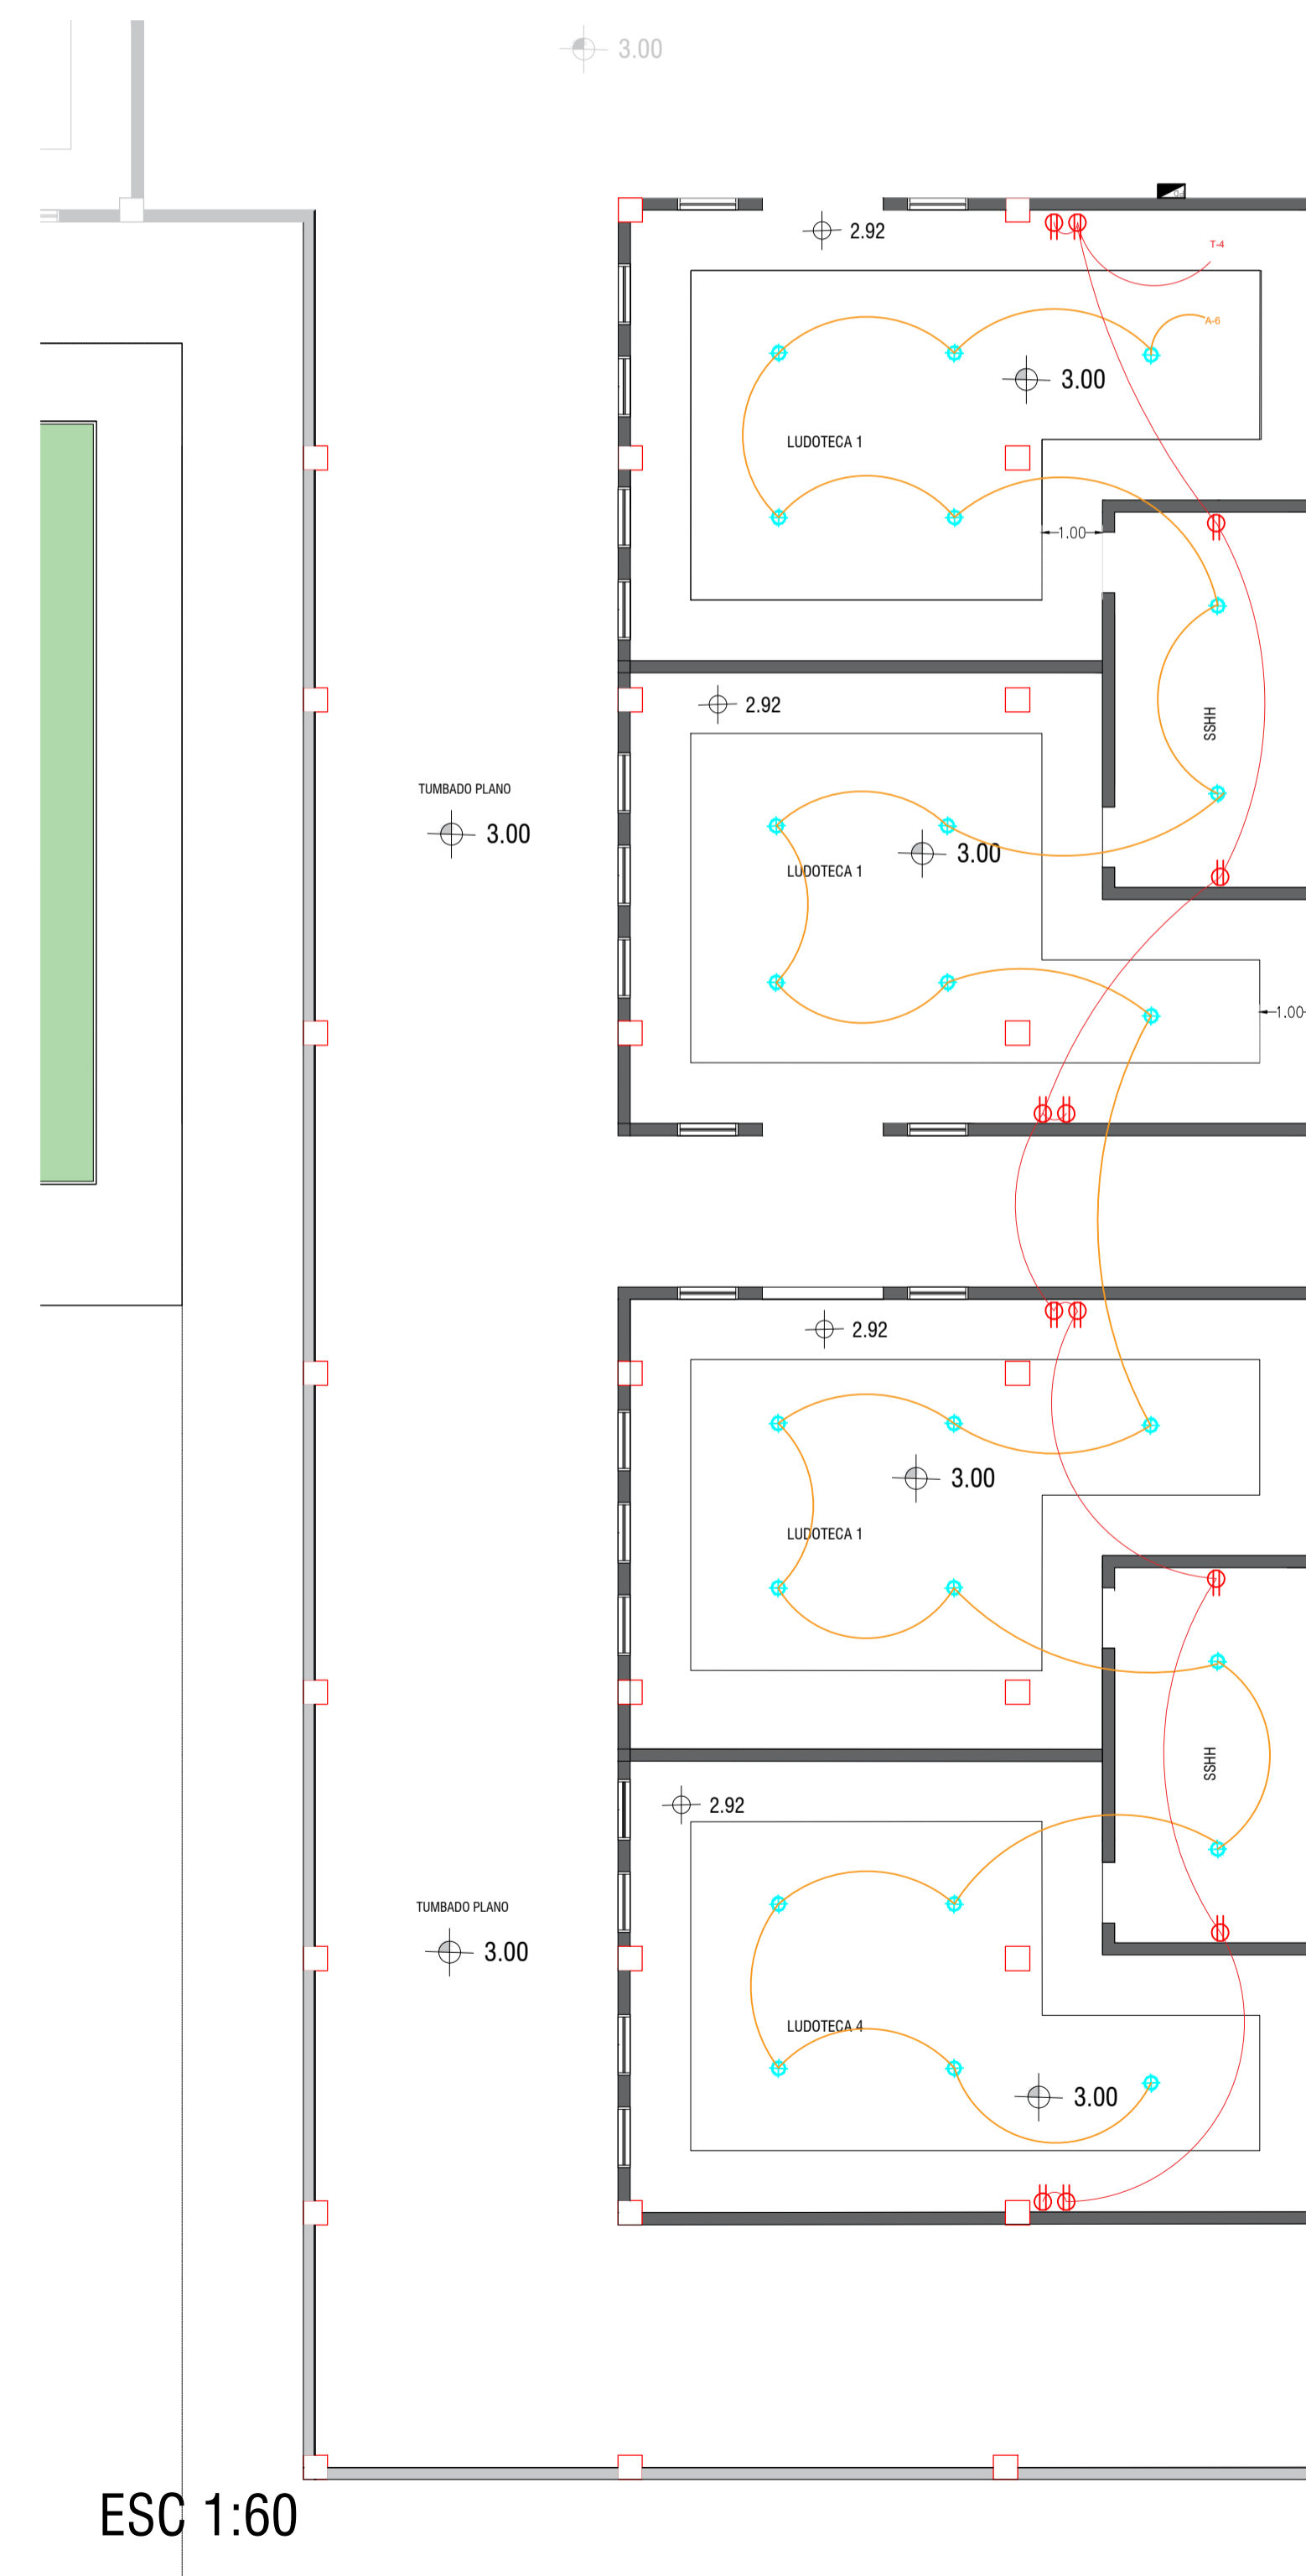 3.00
2.92
T-4
A-6
3.00
LUDOTECA 1
1.00
2.92
SSHH
TUMBADO PLANO
3.00
3.00
LUDOTECA 1
1.00
2.92
3.00
LUDOTECA 1
SSHH
2.92
TUMBADO PLANO
3.00
LUDOTECA 4
3.00
ESC 1:60